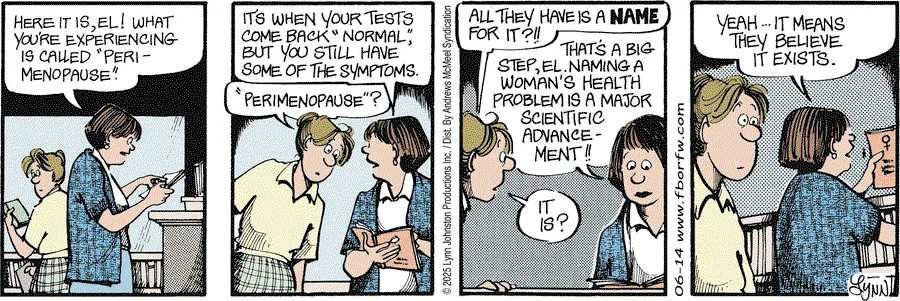 HERE IT IS, EL! WHAT
YOU'RE EXPERIENCING
IS CALLED "PERI-
MENOPAUSE".
IT'S WHEN YOUR TESTS
COME BACK "NORMAL",
BUT YOU STILL HAVE
SOME OF THE SYMPTOMS.
"PERIMENOPAUSE"?
© 2025 Lynn Johnston Productions Inc. / Dist. By Andrews McMeel Syndication
ALL THEY HAVE IS A NAME
FOR IT?!!
THAT'S A BIG
STEP, EL. NAMING A
WOMAN'S HEALTH
PROBLEM IS A MAJOR
SCIENTIFIC
ADVANCE-
MENT!!
IT
IS?
06-14 www.fborfw.com
YEAH... IT MEANS
THEY BELIEVE
IT EXISTS.
LYNN